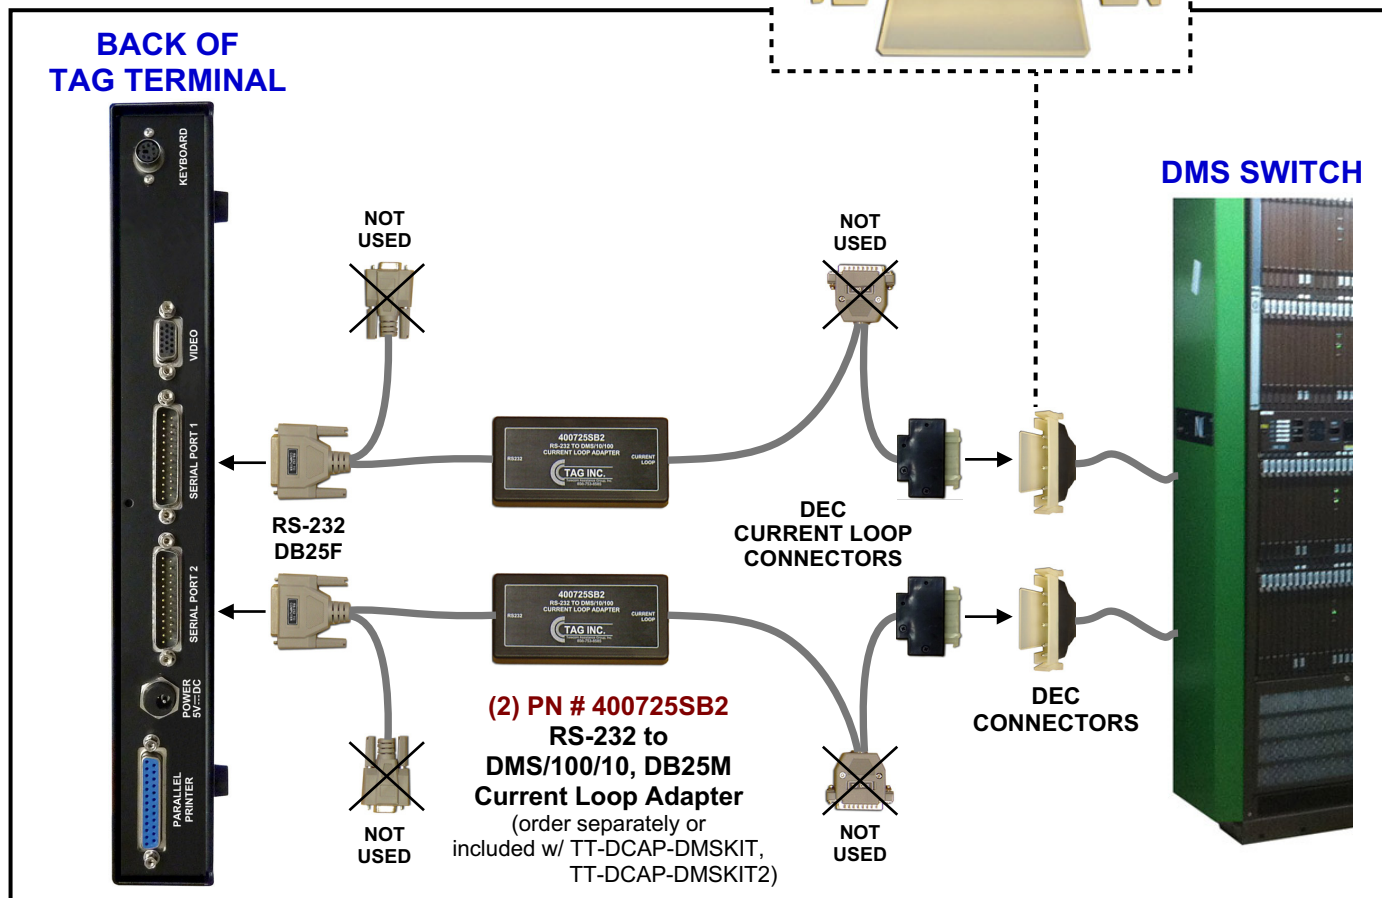 BACK OF
TAG TERMINAL
DMS SWITCH
KEYBOARD
VIDEO
SERIAL PORT 1
SERIAL PORT 2
POWER
5V DC
PARALLEL
PRINTER
NOT
USED
NOT
USED
RS-232
DB25F
400725SB2
RS-232 TO DMS/10/100
CURRENT LOOP ADAPTER
RS232
CURRENT
LOOP
TAG INC.
DEC
CURRENT LOOP
CONNECTORS
400725SB2
RS-232 TO DMS/10/100
CURRENT LOOP ADAPTER
RS232
CURRENT
LOOP
TAG INC.
DEC
CONNECTORS
(2) PN # 400725SB2
RS-232 to
DMS/100/10, DB25M
Current Loop Adapter
(order separately or
included w/ TT-DCAP-DMSKIT,
TT-DCAP-DMSKIT2)
NOT
USED
NOT
USED